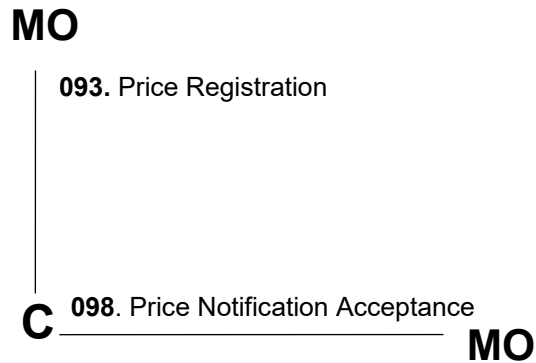 MO
093. Price Registration
098. Price Notification Acceptance
C
MO